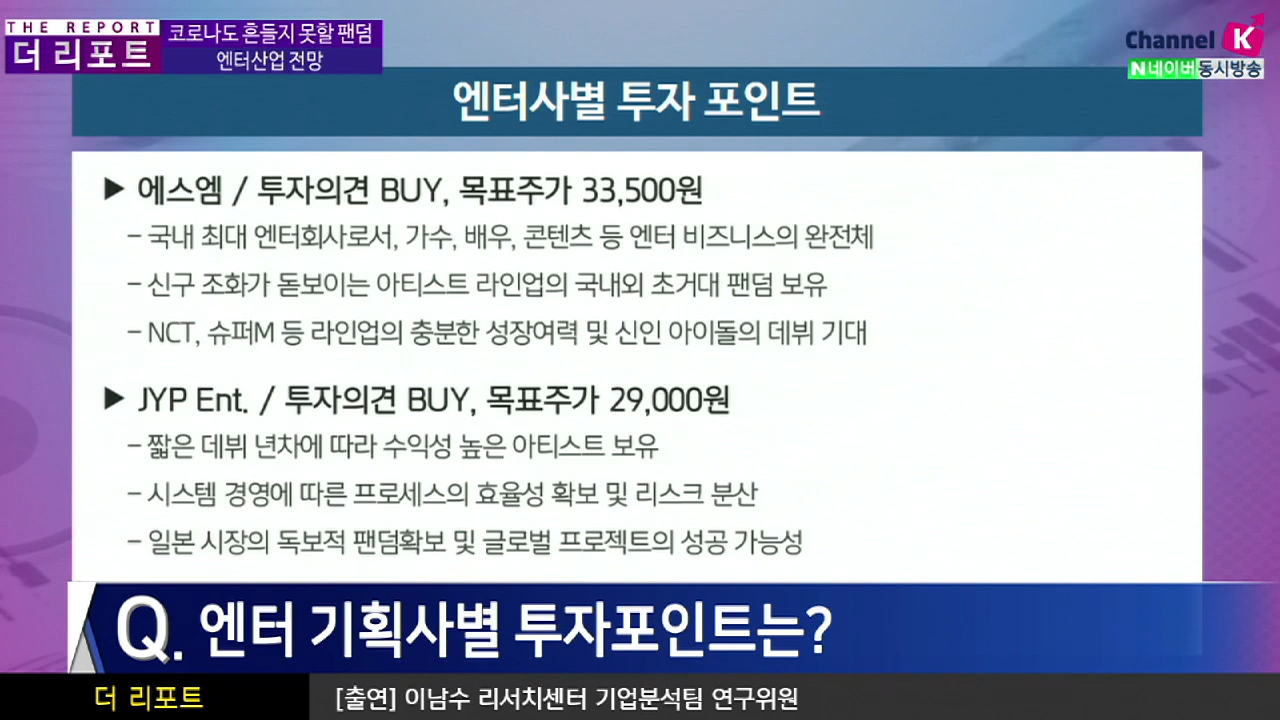 THE REPORT
더 리포트
코로나도 흔들지 못할 팬덤
엔터산업 전망
Channel K
N 네이버 동시방송
엔터사별 투자 포인트
▶ 에스엠 / 투자의견 BUY, 목표주가 33,500원
– 국내 최대 엔터회사로서, 가수, 배우, 콘텐츠 등 엔터 비즈니스의 완전체
– 신구 조화가 돋보이는 아티스트 라인업의 국내외 초거대 팬덤 보유
– NCT, 슈퍼M 등 라인업의 충분한 성장여력 및 신인 아이돌의 데뷔 기대
▶ JYP Ent. / 투자의견 BUY, 목표주가 29,000원
– 짧은 데뷔 년차에 따라 수익성 높은 아티스트 보유
– 시스템 경영에 따른 프로세스의 효율성 확보 및 리스크 분산
– 일본 시장의 독보적 팬덤확보 및 글로벌 프로젝트의 성공 가능성
Q. 엔터 기획사별 투자포인트는?
더 리포트
[출연] 이남수 리서치센터 기업분석팀 연구위원